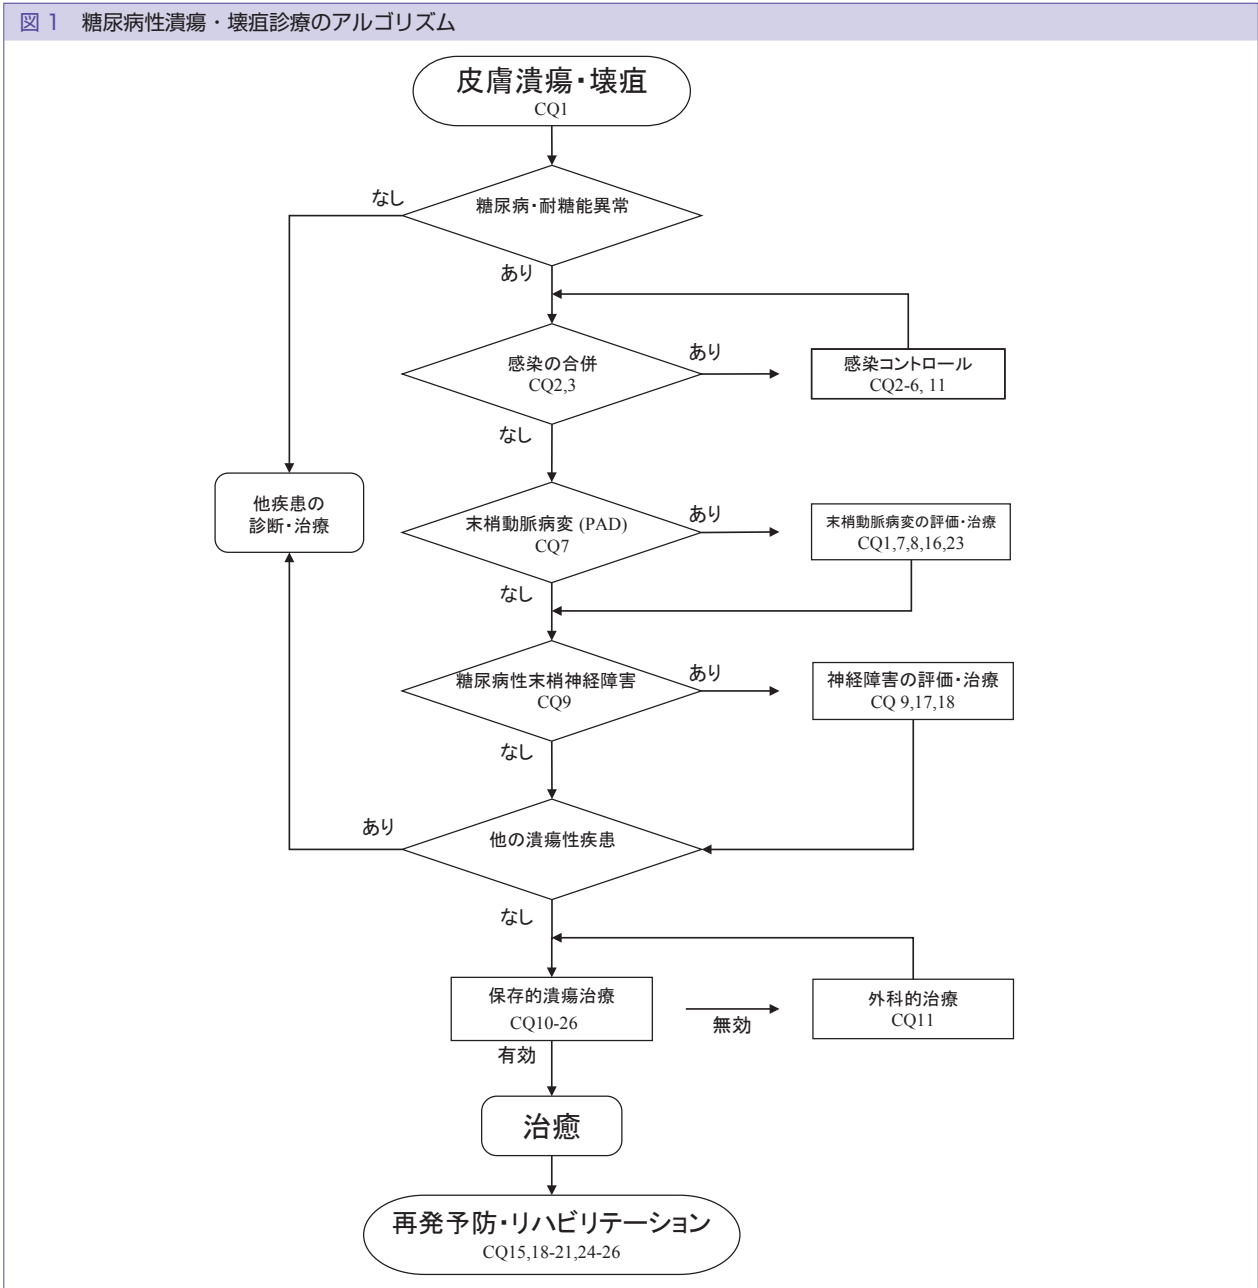 図1 糖尿病性潰瘍・壊疽診療のアルゴリズム
皮膚潰瘍・壊疽
CQ1
なし
糖尿病・耐糖能異常
あり
感染の合併
CQ2,3
あり
感染コントロール
CQ2-6, 11
なし
他疾患の
診断・治療
末梢動脈病変 (PAD)
CQ7
あり
末梢動脈病変の評価・治療
CQ1,7,8,16,23
なし
糖尿病性末梢神経障害
CQ9
あり
神経障害の評価・治療
CQ 9,17,18
なし
あり
他の潰瘍性疾患
なし
保存的潰瘍治療
CQ10-26
無効
外科的治療
CQ11
有効
治癒
再発予防・リハビリテーション
CQ15,18-21,24-26